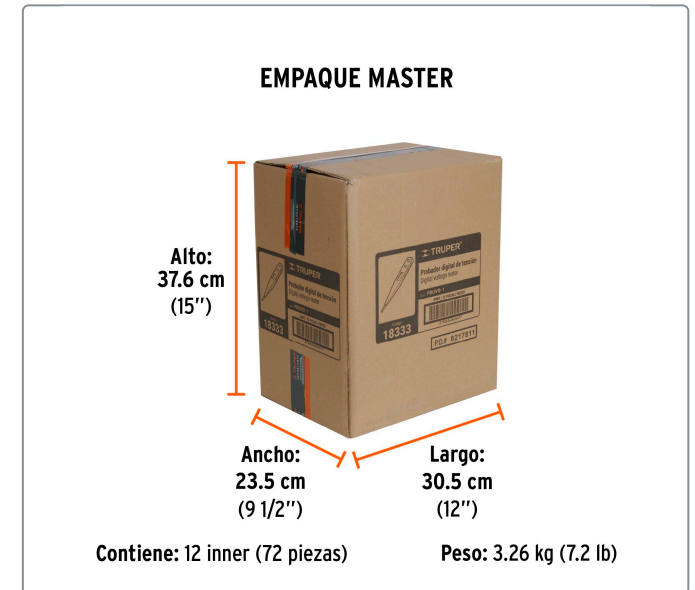 EMPAQUE MASTER
Alto:
37.6 cm
(15’’)
TRUPER
Probador digital de tensión
Digital voltage tester
18333
TRUPER®
Probador digital de tensión
Digital voltage tester
PROVO-1
18333
P.O.# 8217811
Ancho:
23.5 cm
(9 1/2’’)
Largo:
30.5 cm
(12’’)
Contiene: 12 inner (72 piezas)
Peso: 3.26 kg (7.2 lb)